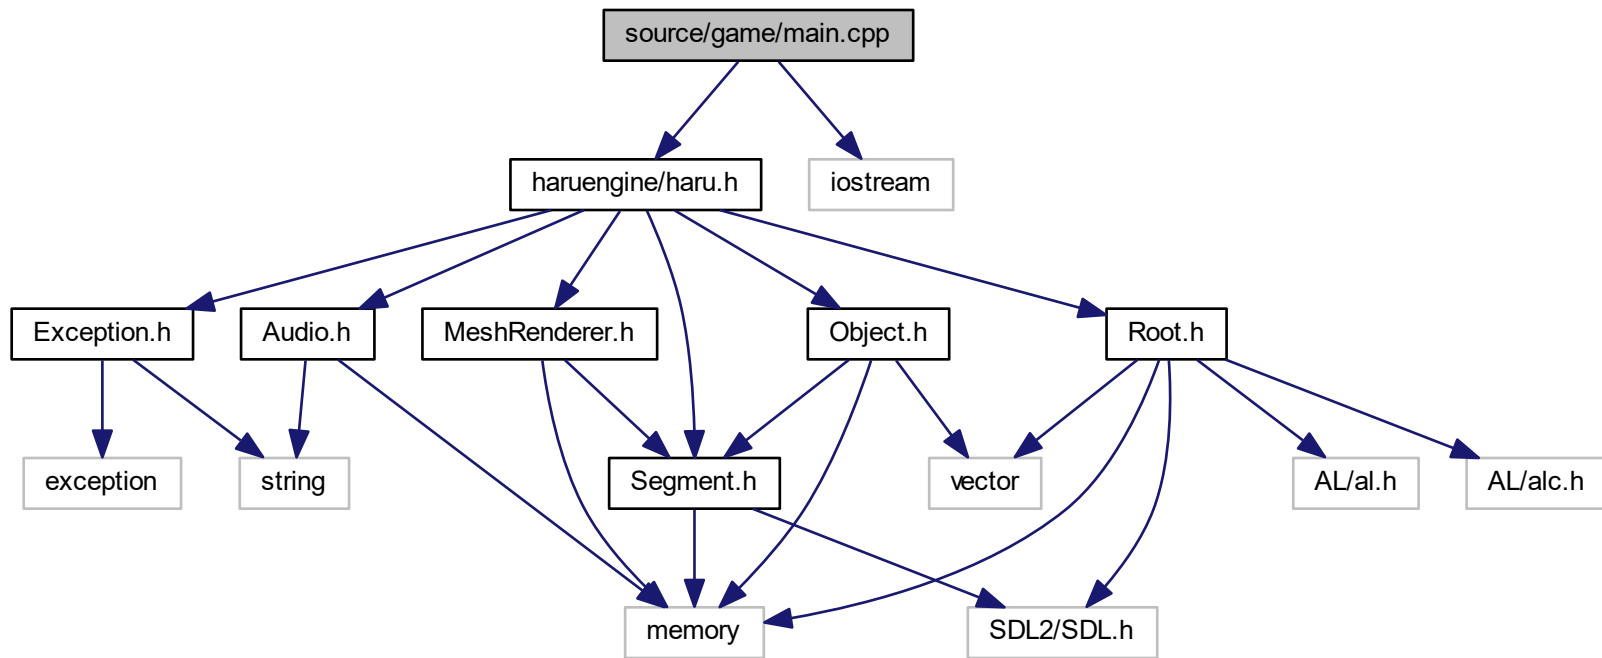 source/game/main.cpp
haruengine/haru.h
iostream
Exception.h
Audio.h
MeshRenderer.h
Object.h
Root.h
exception
string
Segment.h
vector
AL/al.h
AL/alc.h
memory
SDL2/SDL.h